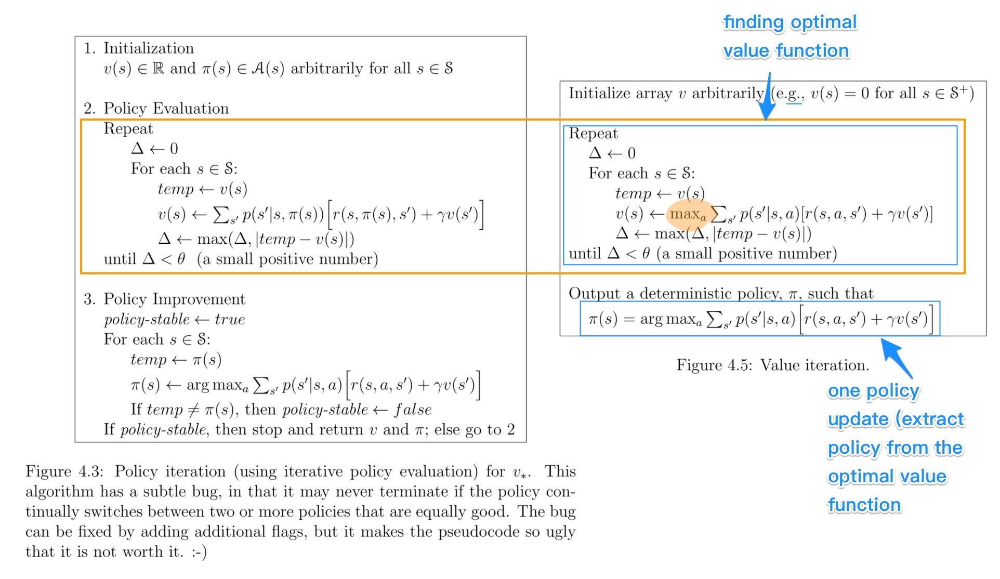 1. Initialization
v(s) ∈ ℝ and π(s) ∈ 𝒜(s) arbitrarily for all s ∈ 𝒮
2. Policy Evaluation
Repeat
Δ ← 0
For each s ∈ 𝒮:
temp ← v(s)
v(s) ← ∑_{s'} p(s'|s, π(s)) [r(s, π(s), s') + γv(s')]
Δ ← max(Δ, |temp − v(s)|)
until Δ < θ (a small positive number)
3. Policy Improvement
policy-stable ← true
For each s ∈ 𝒮:
temp ← π(s)
π(s) ← arg max_a ∑_{s'} p(s'|s, a) [r(s, a, s') + γv(s')]
If temp ≠ π(s), then policy-stable ← false
If policy-stable, then stop and return v and π; else go to 2
Figure 4.3: Policy iteration (using iterative policy evaluation) for v_*. This
algorithm has a subtle bug, in that it may never terminate if the policy con-
tinually switches between two or more policies that are equally good. The bug
can be fixed by adding additional flags, but it makes the pseudocode so ugly
that it is not worth it. :-)
finding optimal
value function
Initialize array v arbitrarily (e.g., v(s) = 0 for all s ∈ 𝒮⁺)
Repeat
Δ ← 0
For each s ∈ 𝒮:
temp ← v(s)
v(s) ← max_a ∑_{s'} p(s'|s, a)[r(s, a, s') + γv(s')]
Δ ← max(Δ, |temp − v(s)|)
until Δ < θ (a small positive number)
Output a deterministic policy, π, such that
π(s) = arg max_a ∑_{s'} p(s'|s, a) [r(s, a, s') + γv(s')]
Figure 4.5: Value iteration.
one policy
update (extract
policy from the
optimal value
function